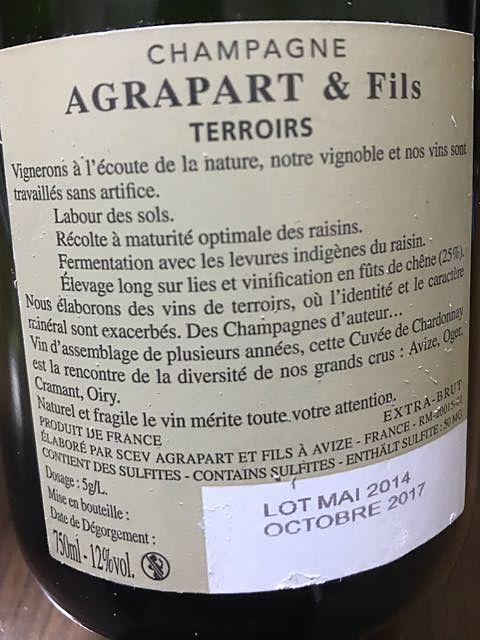 CHAMPAGNE
AGRAPART & Fils
TERROIRS
Vignerons à l'écoute de la nature, notre vignoble et nos vins sont
travaillés sans artifice.
Labour des sols.
Récolte à maturité optimale des raisins.
Fermentation avec les levures indigènes du raisin.
Élevage long sur lies et vinification en fûts de chêne (25%).
Nous élaborons des vins de terroirs, où l'identité et le caractère
minéral sont exacerbés. Des Champagnes d'auteur...
Vin d'assemblage de plusieurs années, cette Cuvée de Chardonnay
est la rencontre de la diversité de nos grands crus : Avize, Oger,
Cramant, Oiry.
Naturel et fragile le vin mérite toute votre attention.
EXTRA-BRUT
PRODUIT DE FRANCE
ÉLABORÉ PAR SCEV AGRAPART ET FILS À AVIZE - FRANCE -
CONTIENT DES SULFITES - CONTAINS SULFITES - ENTHÄLT SULFITE : 50 MG
Dosage : 5g/L.
Mise en bouteille :
LOT MAI 2014
Date de Dégorgement :
OCTOBRE 2017
750ml - 12%vol.